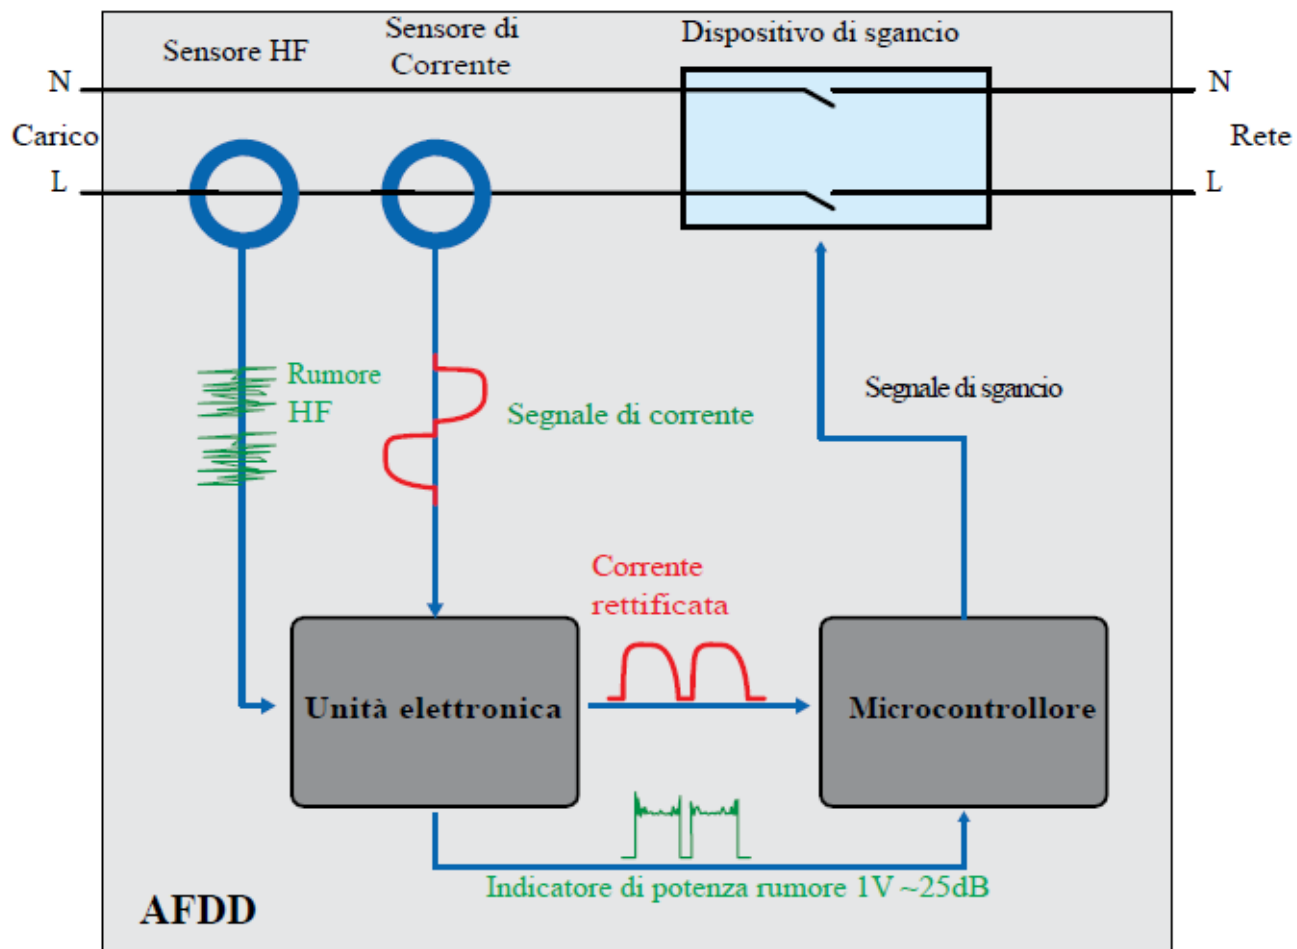 Sensore HF
Sensore di
Corrente
Dispositivo di sgancio
N
N
Carico
Rete
L
L
Rumore
HF
Segnale di corrente
Segnale di sgancio
Corrente
rettificata
Unità elettronica
Microcontrollore
Indicatore di potenza rumore 1V ~25dB
AFDD